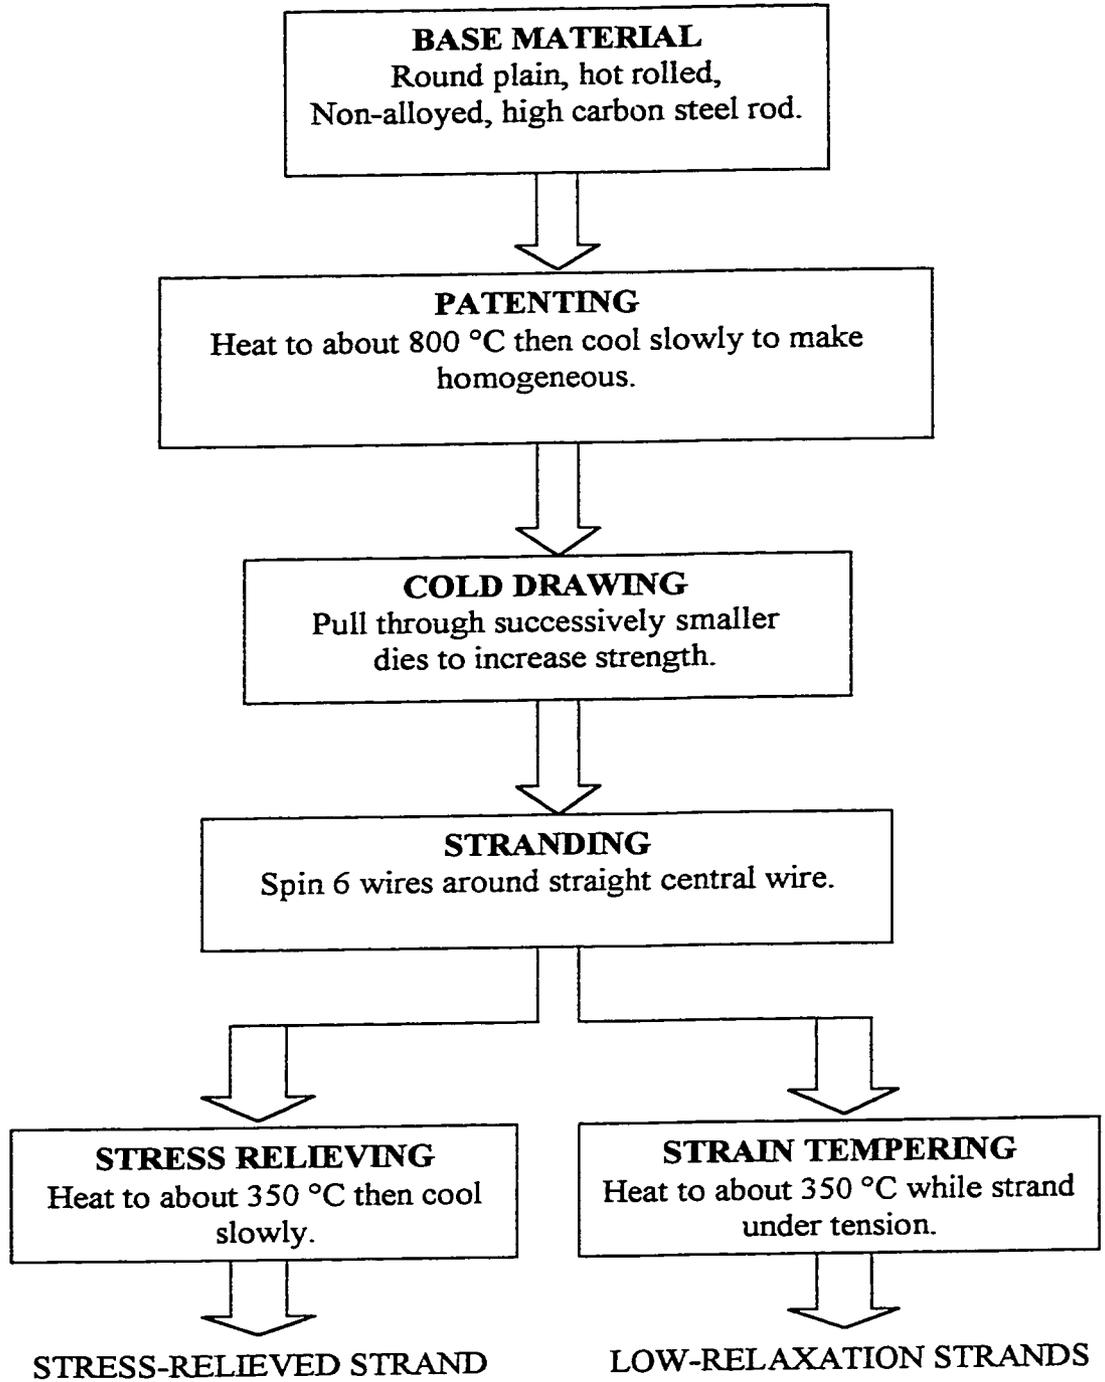 BASE MATERIAL
Round plain, hot rolled,
Non-alloyed, high carbon steel rod.
PATENTING
Heat to about 800 °C then cool slowly to make
homogeneous.
COLD DRAWING
Pull through successively smaller
dies to increase strength.
STRANDING
Spin 6 wires around straight central wire.
STRESS RELIEVING
Heat to about 350 °C then cool
slowly.
STRAIN TEMPERING
Heat to about 350 °C while strand
under tension.
STRESS-RELIEVED STRAND
LOW-RELAXATION STRANDS